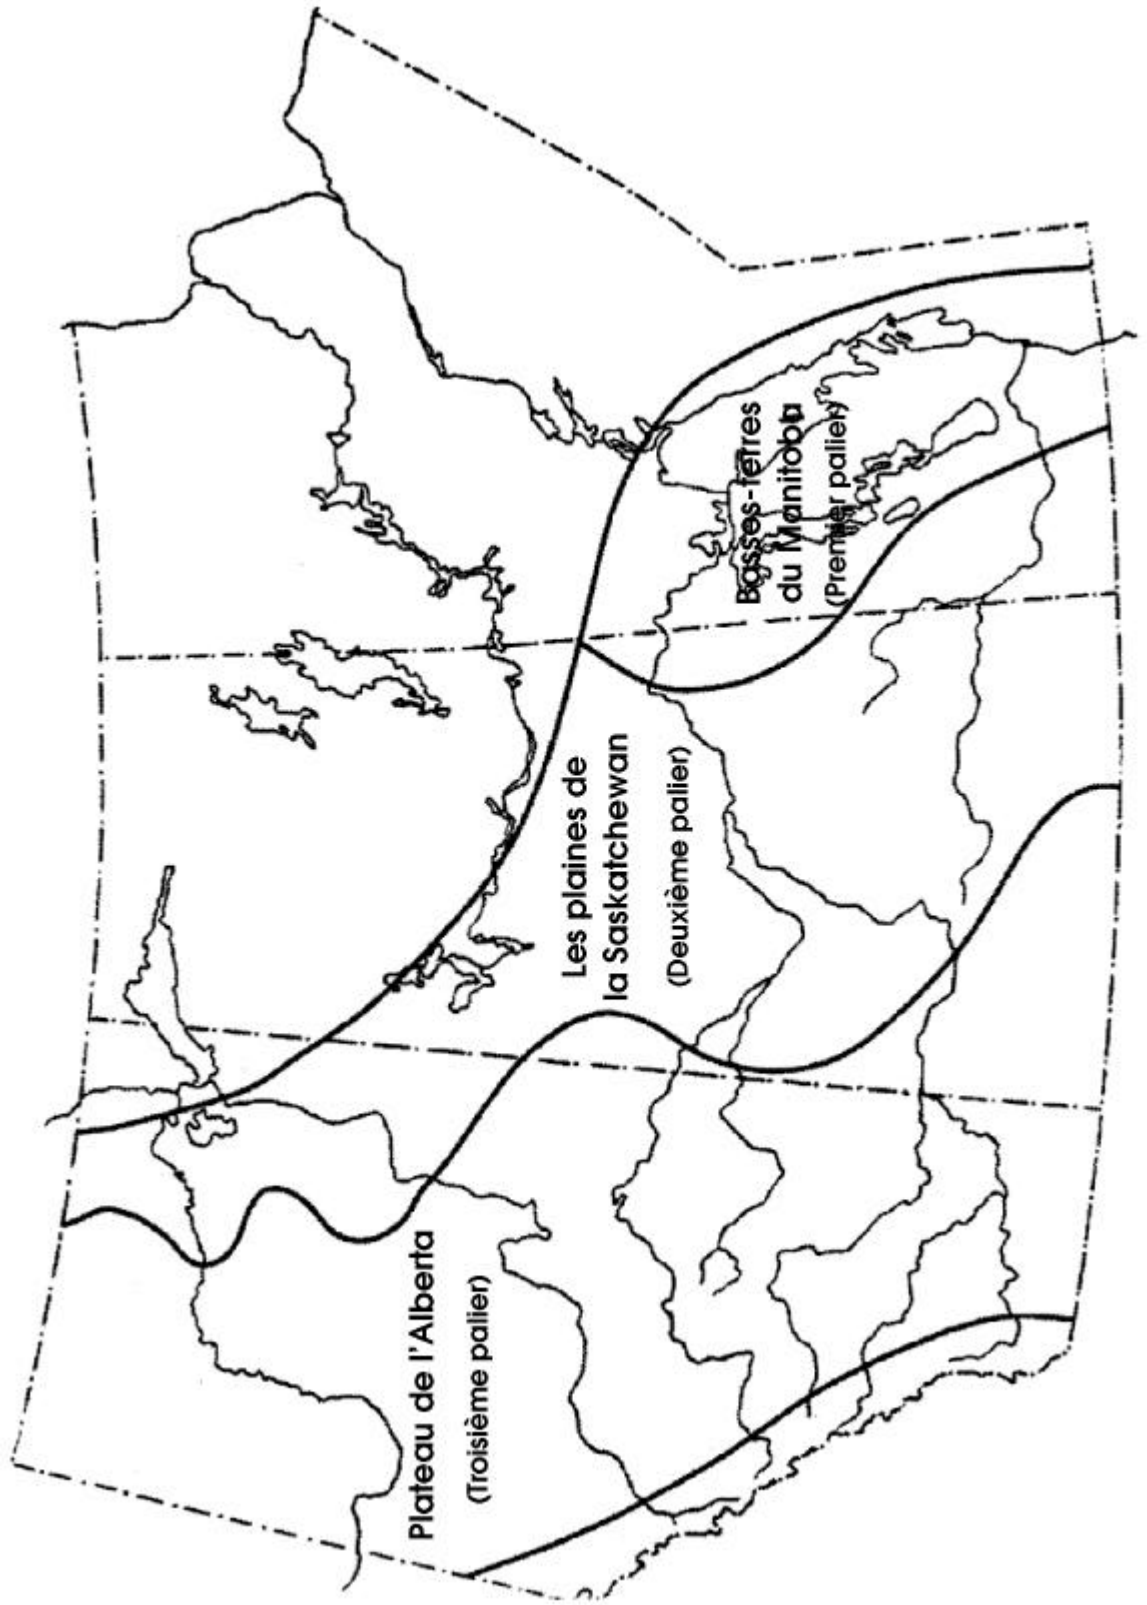 Plateau de l'Alberta
(Troisième palier)
Les plaines de
la Saskatchewan
(Deuxième palier)
Basses-terres
du Manitoba
(Premier palier)